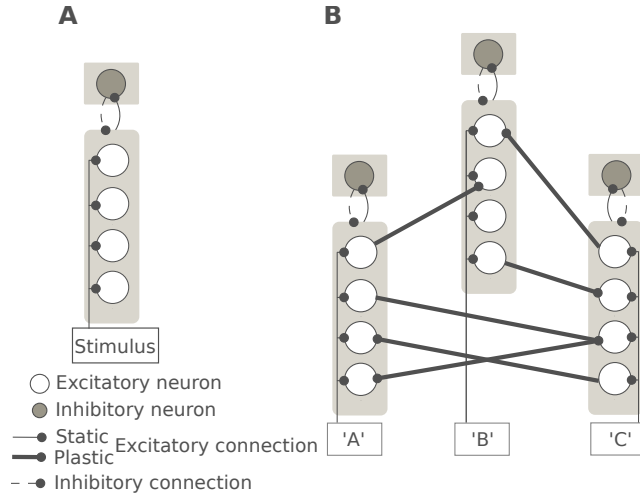 A
B
Stimulus
Excitatory neuron
Inhibitory neuron
Static
Excitatory connection
Plastic
Inhibitory connection
'A'
'B'
'C'